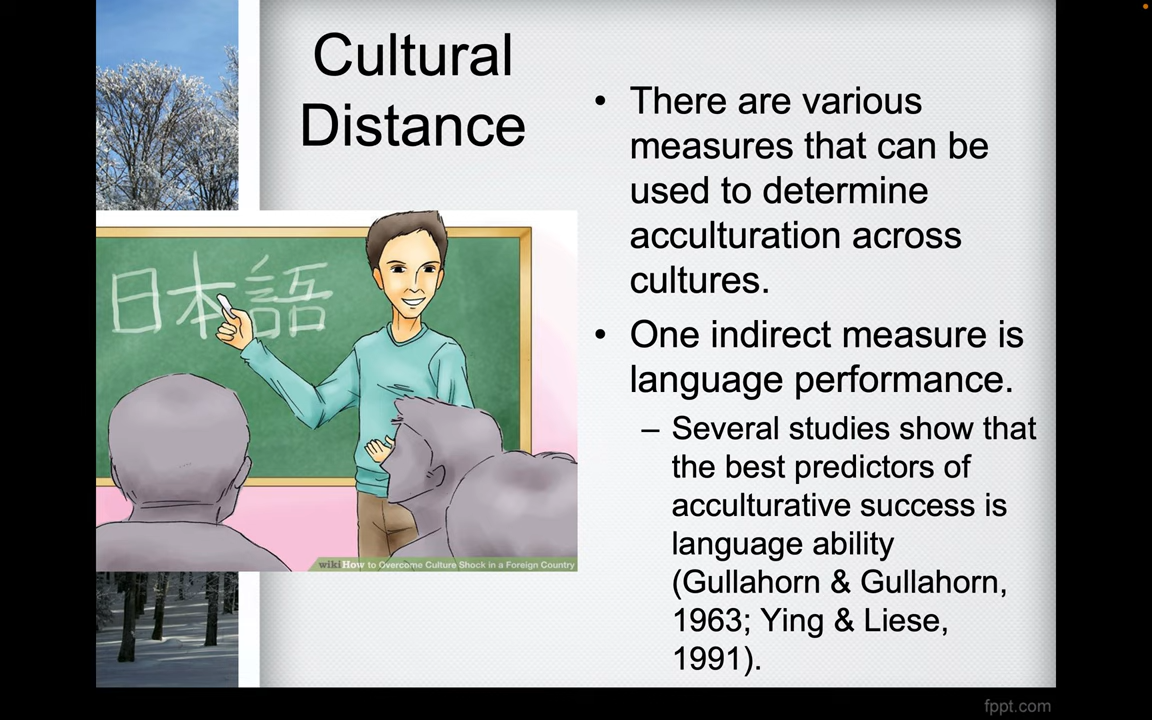 Cultural
Distance
• There are various
measures that can be
used to determine
acculturation across
cultures.
• One indirect measure is
language performance.
– Several studies show that
the best predictors of
acculturative success is
language ability
(Gullahorn & Gullahorn,
1963; Ying & Liese,
1991).
日本語
wikiHow to Overcome Culture Shock in a Foreign Country
fppt.com